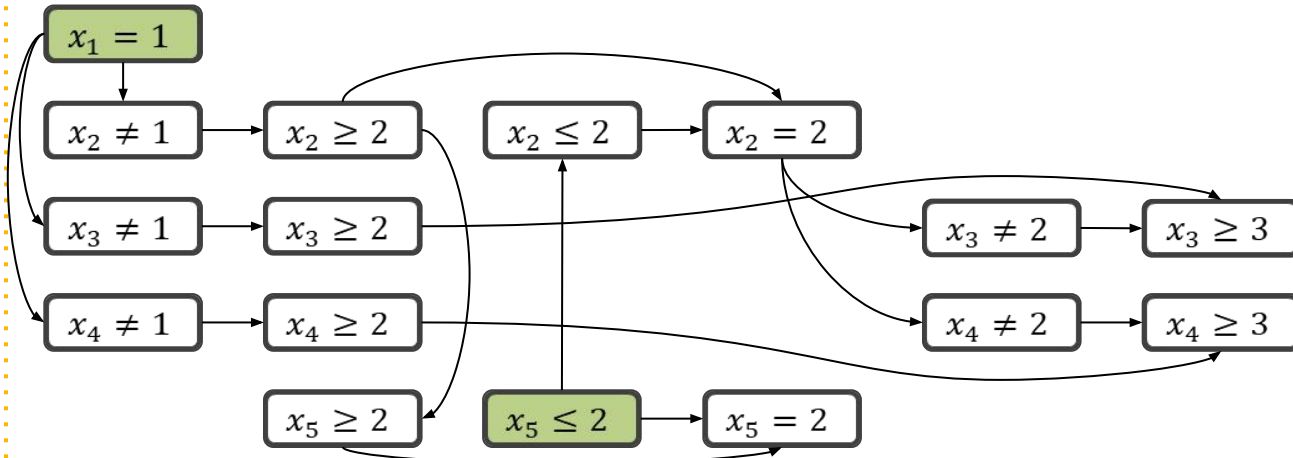 x₁ = 1
x₂ ≠ 1
x₂ ≥ 2
x₂ ≤ 2
x₂ = 2
x₃ ≠ 1
x₃ ≥ 2
x₃ ≠ 2
x₃ ≥ 3
x₄ ≠ 1
x₄ ≥ 2
x₄ ≠ 2
x₄ ≥ 3
x₅ ≥ 2
x₅ ≤ 2
x₅ = 2